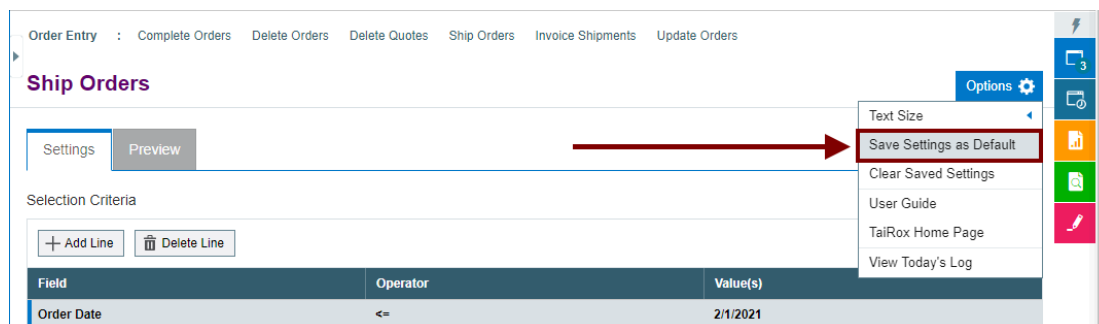 Order Entry : Complete Orders Delete Orders Delete Quotes Ship Orders Invoice Shipments Update Orders
3
Ship Orders
Options
Text Size
Save Settings as Default
Clear Saved Settings
User Guide
TaiRox Home Page
View Today's Log
Settings Preview
Selection Criteria
Add Line Delete Line
Field Operator Value(s)
Order Date <= 2/1/2021